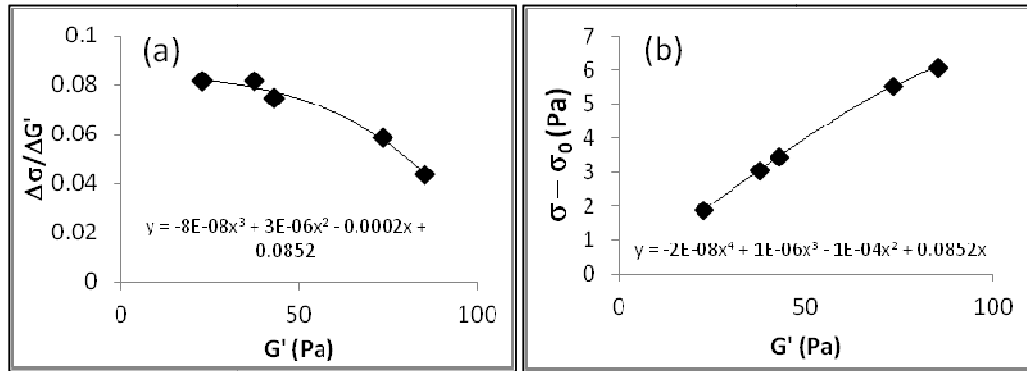 (a)
0.1
0.08
0.06
0.04
0.02
0
Δσ/ΔG'
y = -8E-08x³ + 3E-06x² - 0.0002x +
0.0852
0 50 100
G' (Pa)
(b)
7
6
5
4
3
2
1
0
σ – σ₀ (Pa)
y = -2E-08x⁴ + 1E-06x³ - 1E-04x² + 0.0852x
0 50 100
G' (Pa)